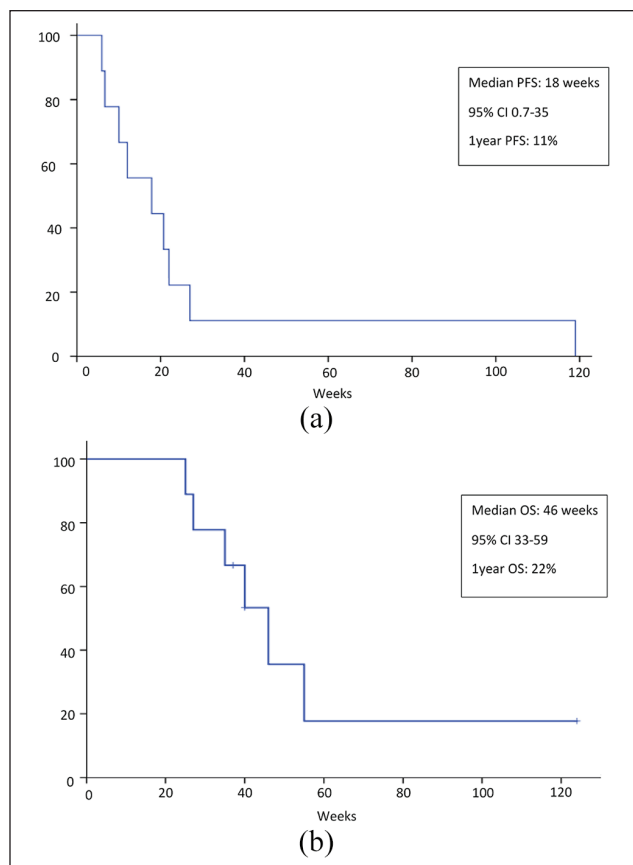 100
80
60
40
20
0
Median PFS: 18 weeks
95% CI 0.7-35
1year PFS: 11%
0 20 40 60 80 100 120
Weeks
(a)
100
80
60
40
20
0
Median OS: 46 weeks
95% CI 33-59
1year OS: 22%
0 20 40 60 80 100 120
Weeks
(b)